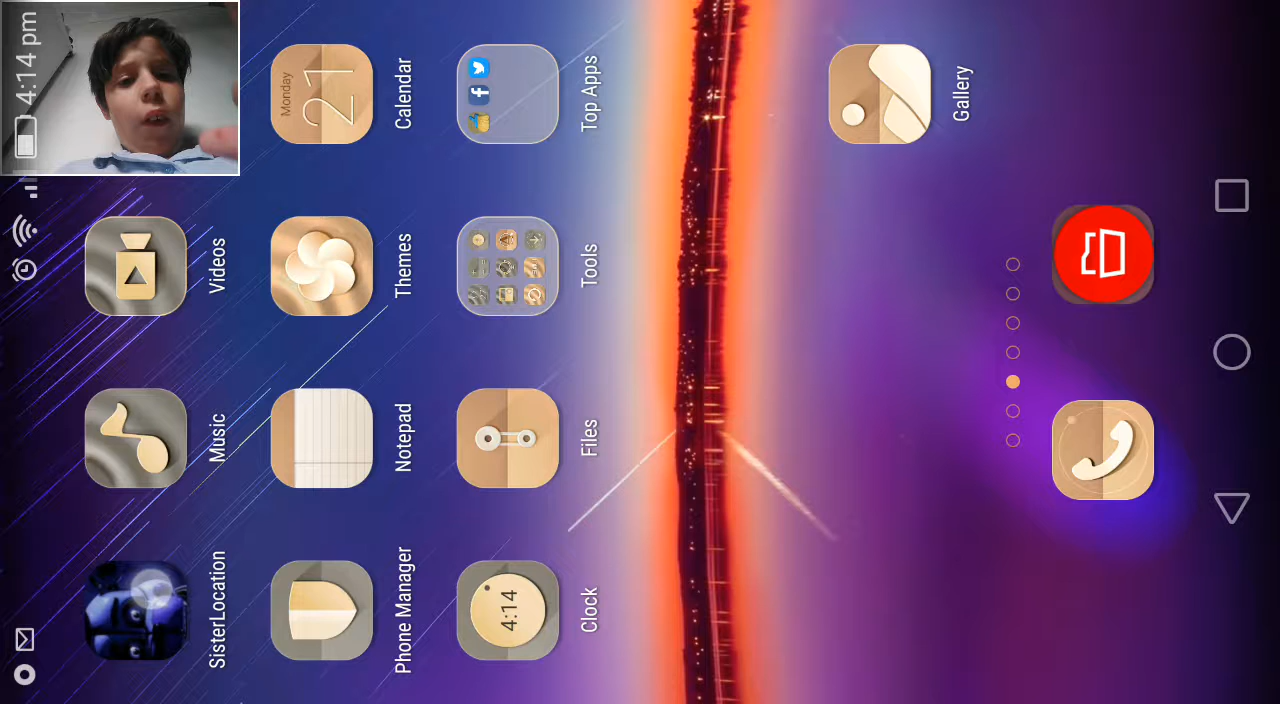 4:14 pm
SisterLocation
Music
Videos
Phone Manager
Notepad
Themes
Monday
21
Calendar
4:14
Clock
Files
Tools
Top Apps
Gallery